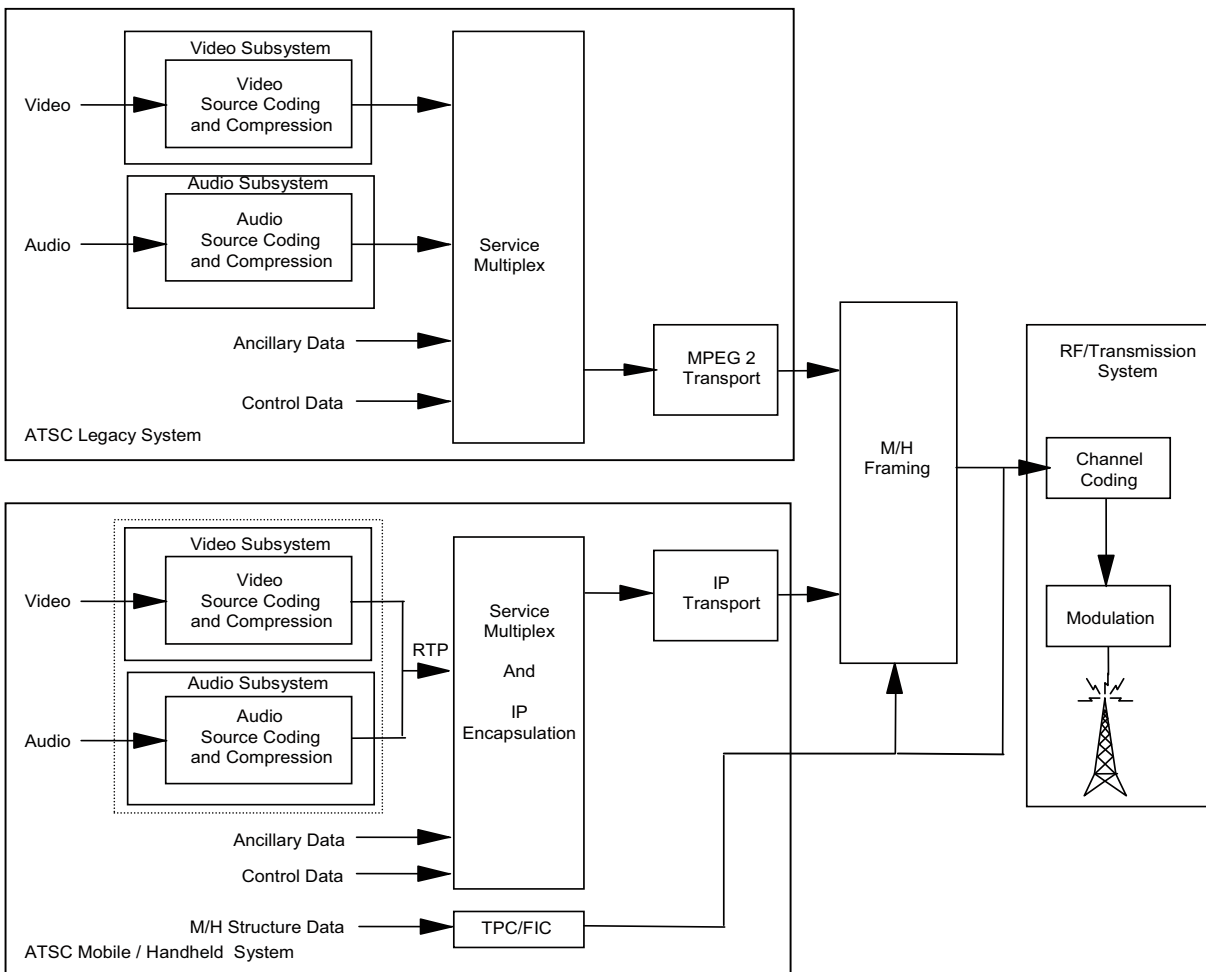 Video Subsystem
Video
Video
Source Coding
and Compression
Audio Subsystem
Audio
Audio
Source Coding
and Compression
Service
Multiplex
Ancillary Data
Control Data
MPEG 2
Transport
ATSC Legacy System
M/H
Framing
RF/Transmission
System
Channel
Coding
Modulation
Video Subsystem
Video
Video
Source Coding
and Compression
RTP
Audio Subsystem
Audio
Audio
Source Coding
and Compression
Service
Multiplex
And
IP
Encapsulation
IP
Transport
Ancillary Data
Control Data
M/H Structure Data
TPC/FIC
ATSC Mobile / Handheld System